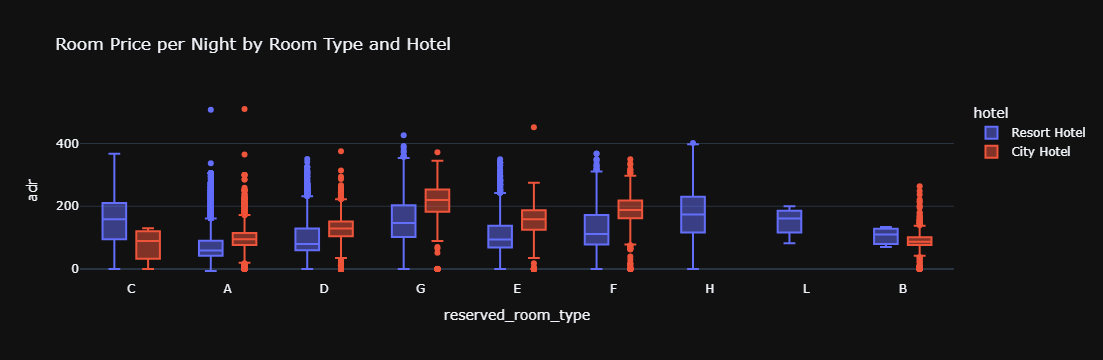 Room Price per Night by Room Type and Hotel
hotel
Resort Hotel
City Hotel
adr
400
200
0
C A D G E F H L B
reserved_room_type